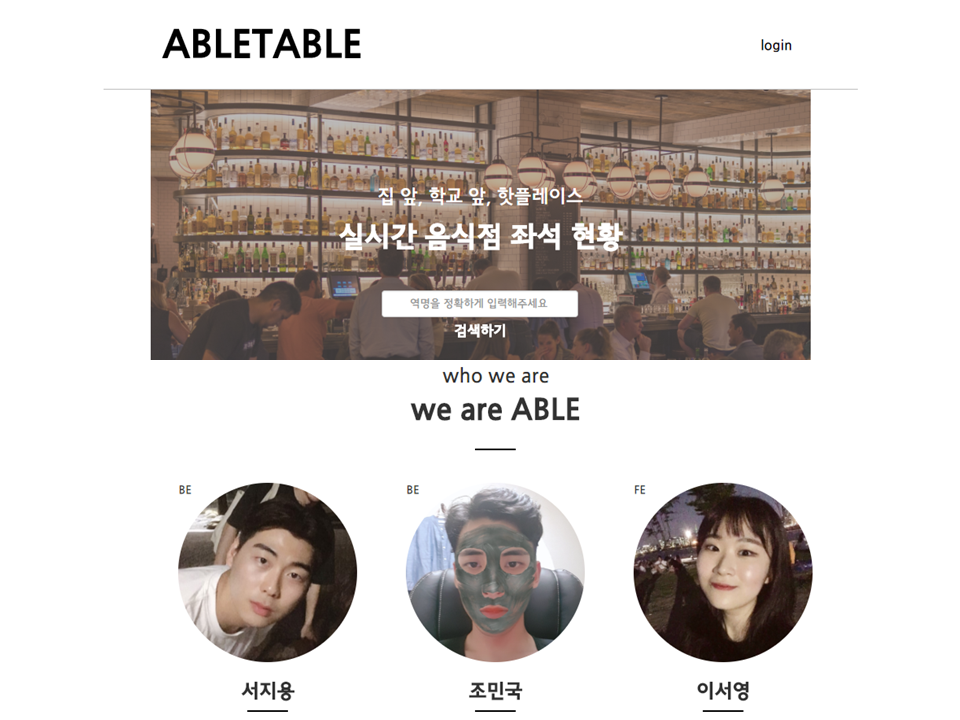 ABLETABLE
login
집 앞, 학교 앞, 핫플레이스
실시간 음식점 좌석 현황
역명을 정확하게 입력해주세요
검색하기
who we are
we are ABLE
BE
BE
FE
서지용
조민국
이서영